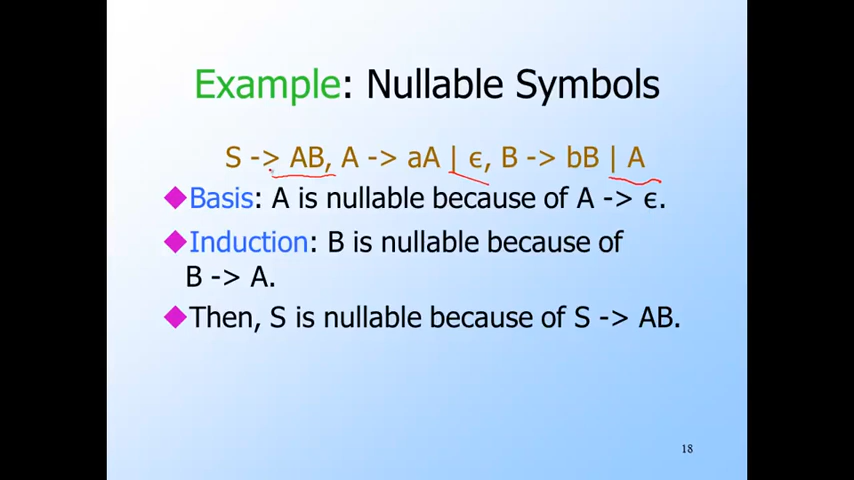 Example: Nullable Symbols
S -> AB, A -> aA | ϵ, B -> bB | A
Basis: A is nullable because of A -> ϵ.
Induction: B is nullable because of
B -> A.
Then, S is nullable because of S -> AB.
18